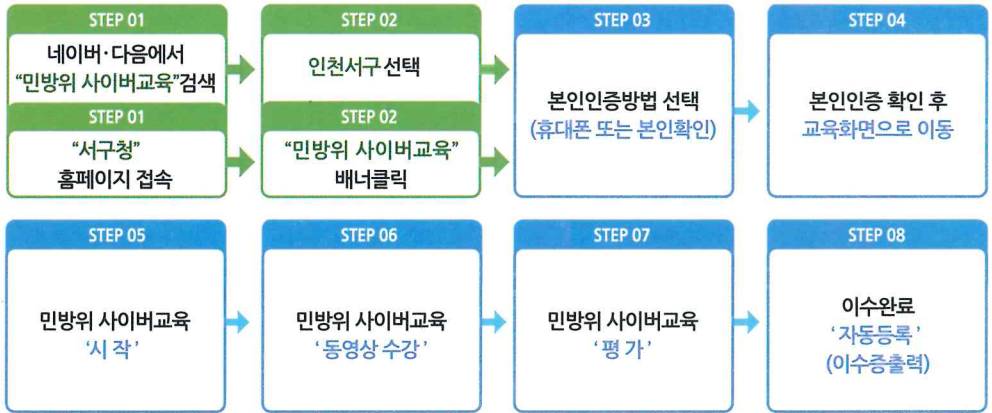 STEP 01
네이버·다음에서
“민방위 사이버교육”검색
STEP 02
인천서구 선택
STEP 01
“서구청”
홈페이지 접속
STEP 02
“민방위 사이버교육”
배너클릭
STEP 03
본인인증방법 선택
(휴대폰 또는 본인확인)
STEP 04
본인인증 확인 후
교육화면으로 이동
STEP 05
민방위 사이버교육
‘시 작’
STEP 06
민방위 사이버교육
‘동영상 수강’
STEP 07
민방위 사이버교육
‘평 가’
STEP 08
이수완료
‘자동등록’
(이수증출력)